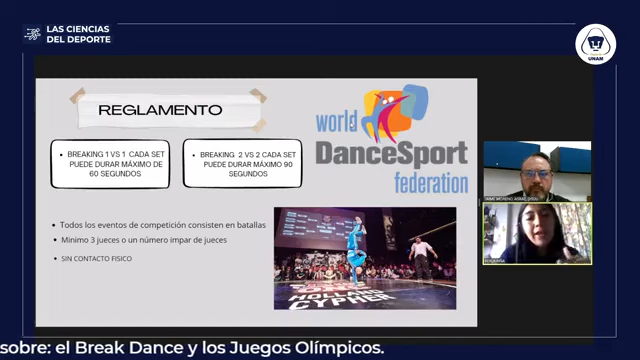 LAS CIENCIAS
DEL DEPORTE
UNAM
REGLAMENTO
• BREAKING 1 VS 1 CADA SET
PUEDE DURAR MÁXIMO DE
60 SEGUNDOS
• BREAKING 2 VS 2 CADA SET
PUEDE DURAR MÁXIMO 90
SEGUNDOS
world
DanceSport
federation
• Todos los eventos de competición consisten en batallas
• Minimo 3 jueces o un número impar de jueces
• SIN CONTACTO FISICO
HOLLAND
CYPHER
sobre: el Break Dance y los Juegos Olímpicos.